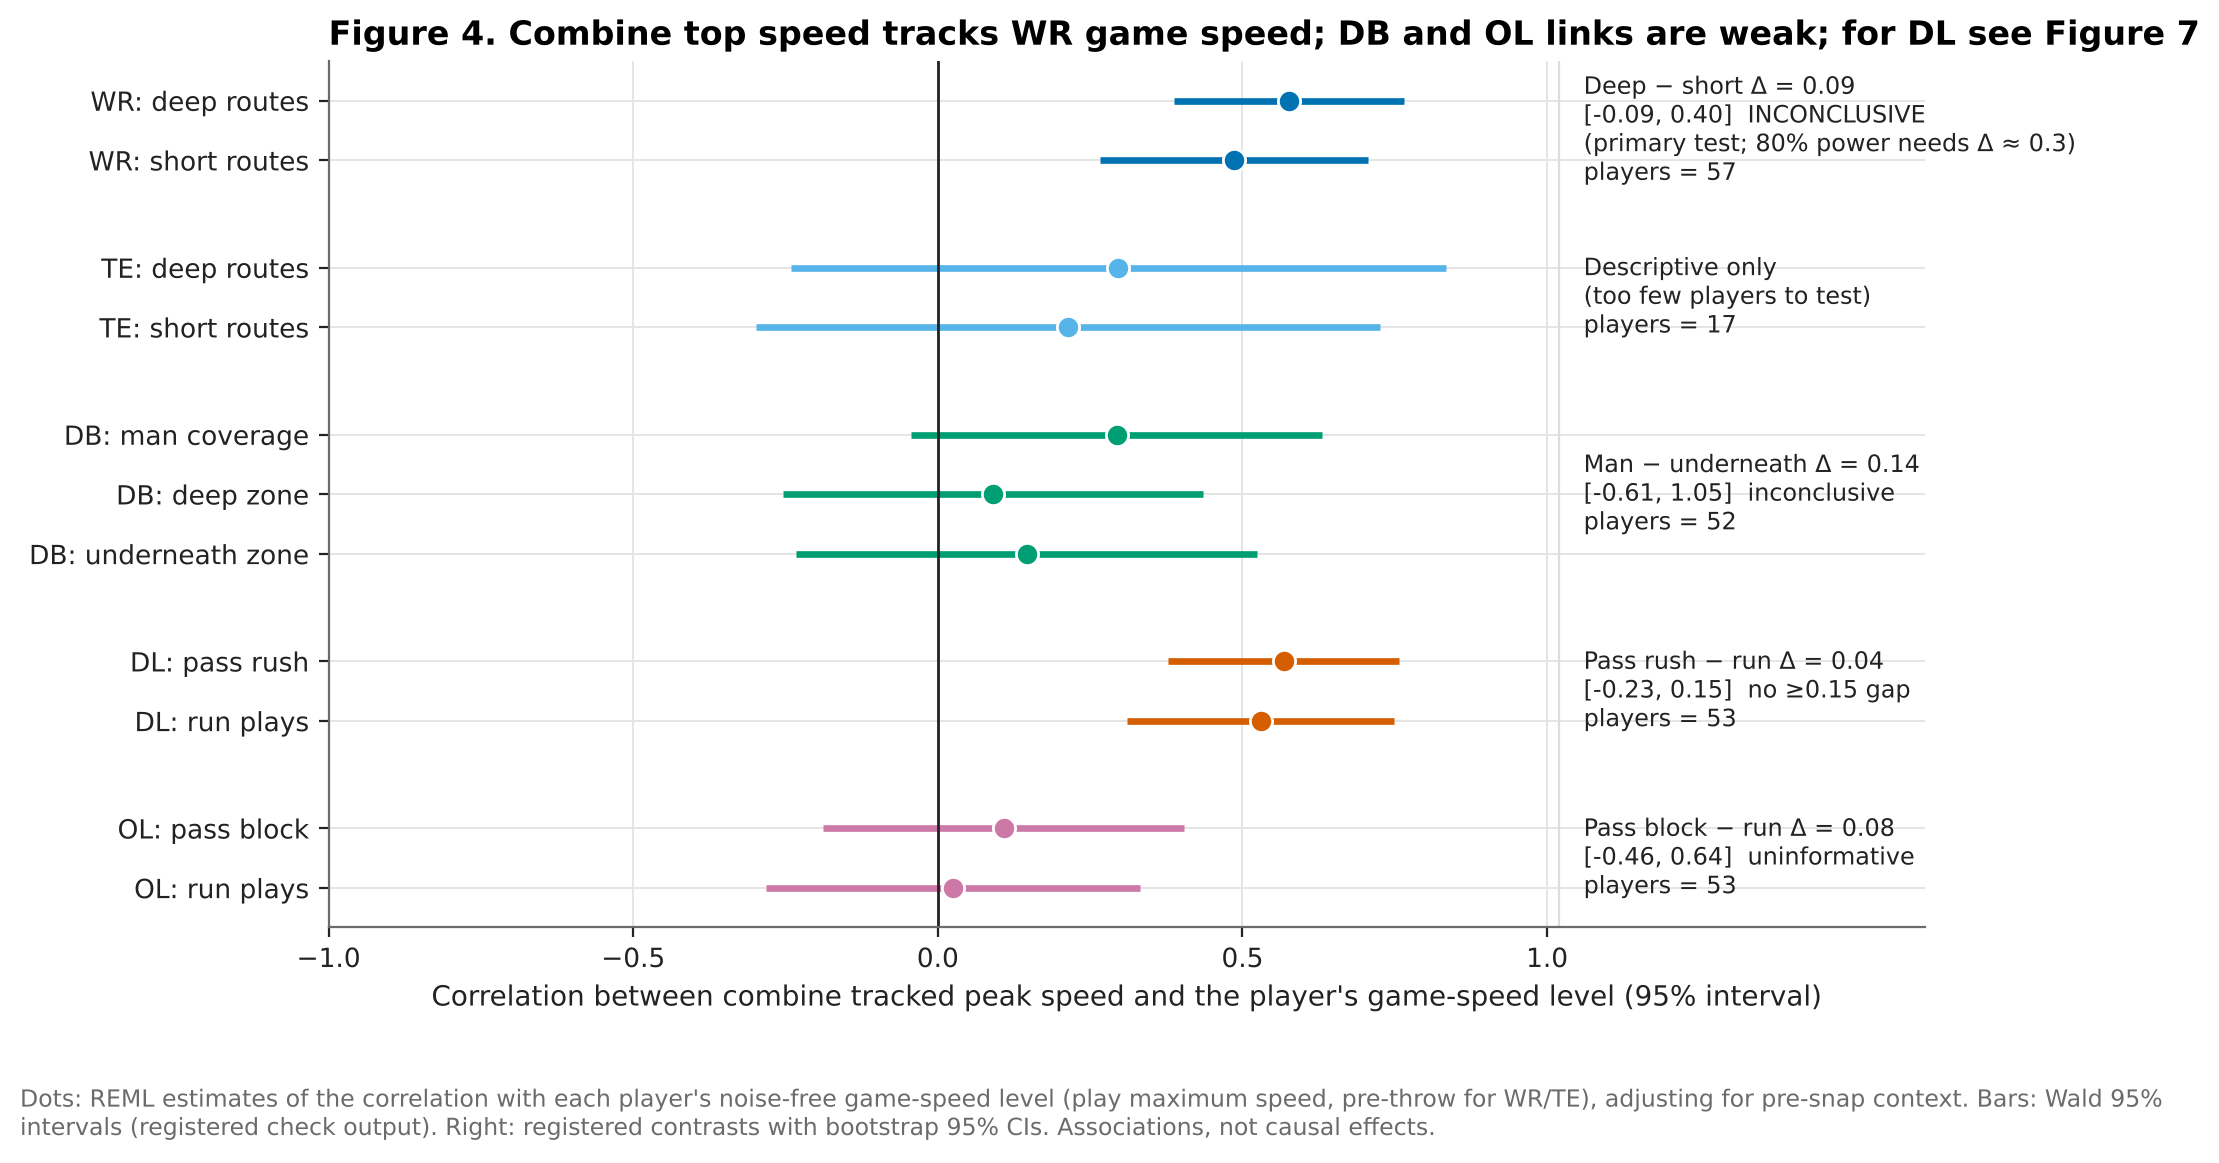 Figure 4. Combine top speed tracks WR game speed; DB and OL links are weak; for DL see Figure 7
WR: deep routes
WR: short routes
Deep − short Δ = 0.09
[-0.09, 0.40]  INCONCLUSIVE
(primary test; 80% power needs Δ ≈ 0.3)
players = 57
TE: deep routes
TE: short routes
Descriptive only
(too few players to test)
players = 17
DB: man coverage
DB: deep zone
DB: underneath zone
Man − underneath Δ = 0.14
[-0.61, 1.05]  inconclusive
players = 52
DL: pass rush
DL: run plays
Pass rush − run Δ = 0.04
[-0.23, 0.15]  no ≥0.15 gap
players = 53
OL: pass block
OL: run plays
Pass block − run Δ = 0.08
[-0.46, 0.64]  uninformative
players = 53
−1.0 −0.5 0.0 0.5 1.0
Correlation between combine tracked peak speed and the player's game-speed level (95% interval)
Dots: REML estimates of the correlation with each player's noise-free game-speed level (play maximum speed, pre-throw for WR/TE), adjusting for pre-snap context. Bars: Wald 95%
intervals (registered check output). Right: registered contrasts with bootstrap 95% CIs. Associations, not causal effects.